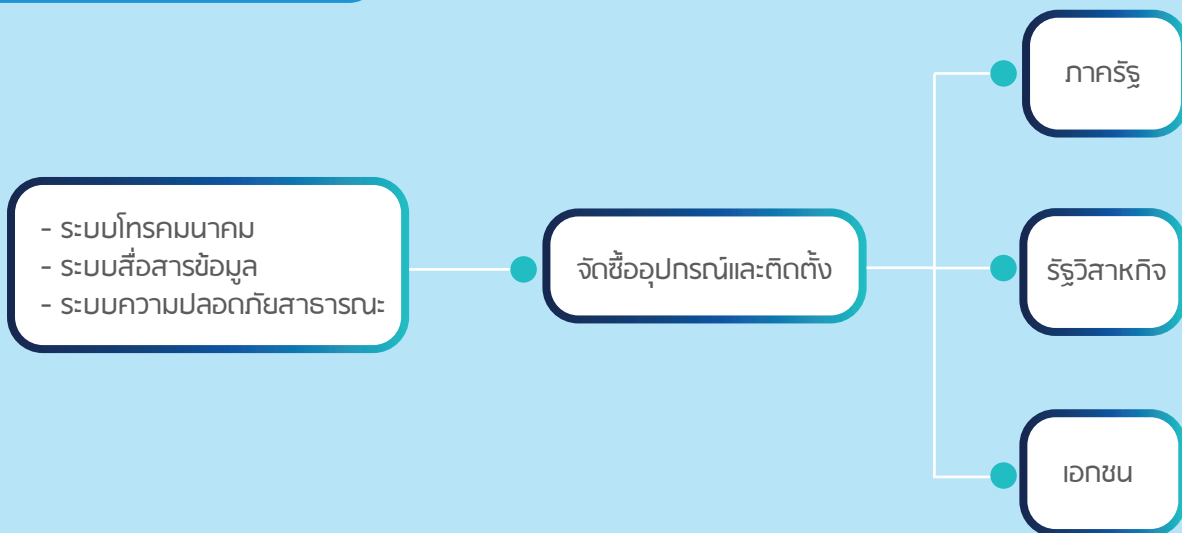 - ระบบโทรคมนาคม
- ระบบสื่อสารข้อมูล
- ระบบความปลอดภัยสาธารณะ
จัดซื้ออุปกรณ์และติดตั้ง
ภาครัฐ
รัฐวิสาหกิจ
เอกชน